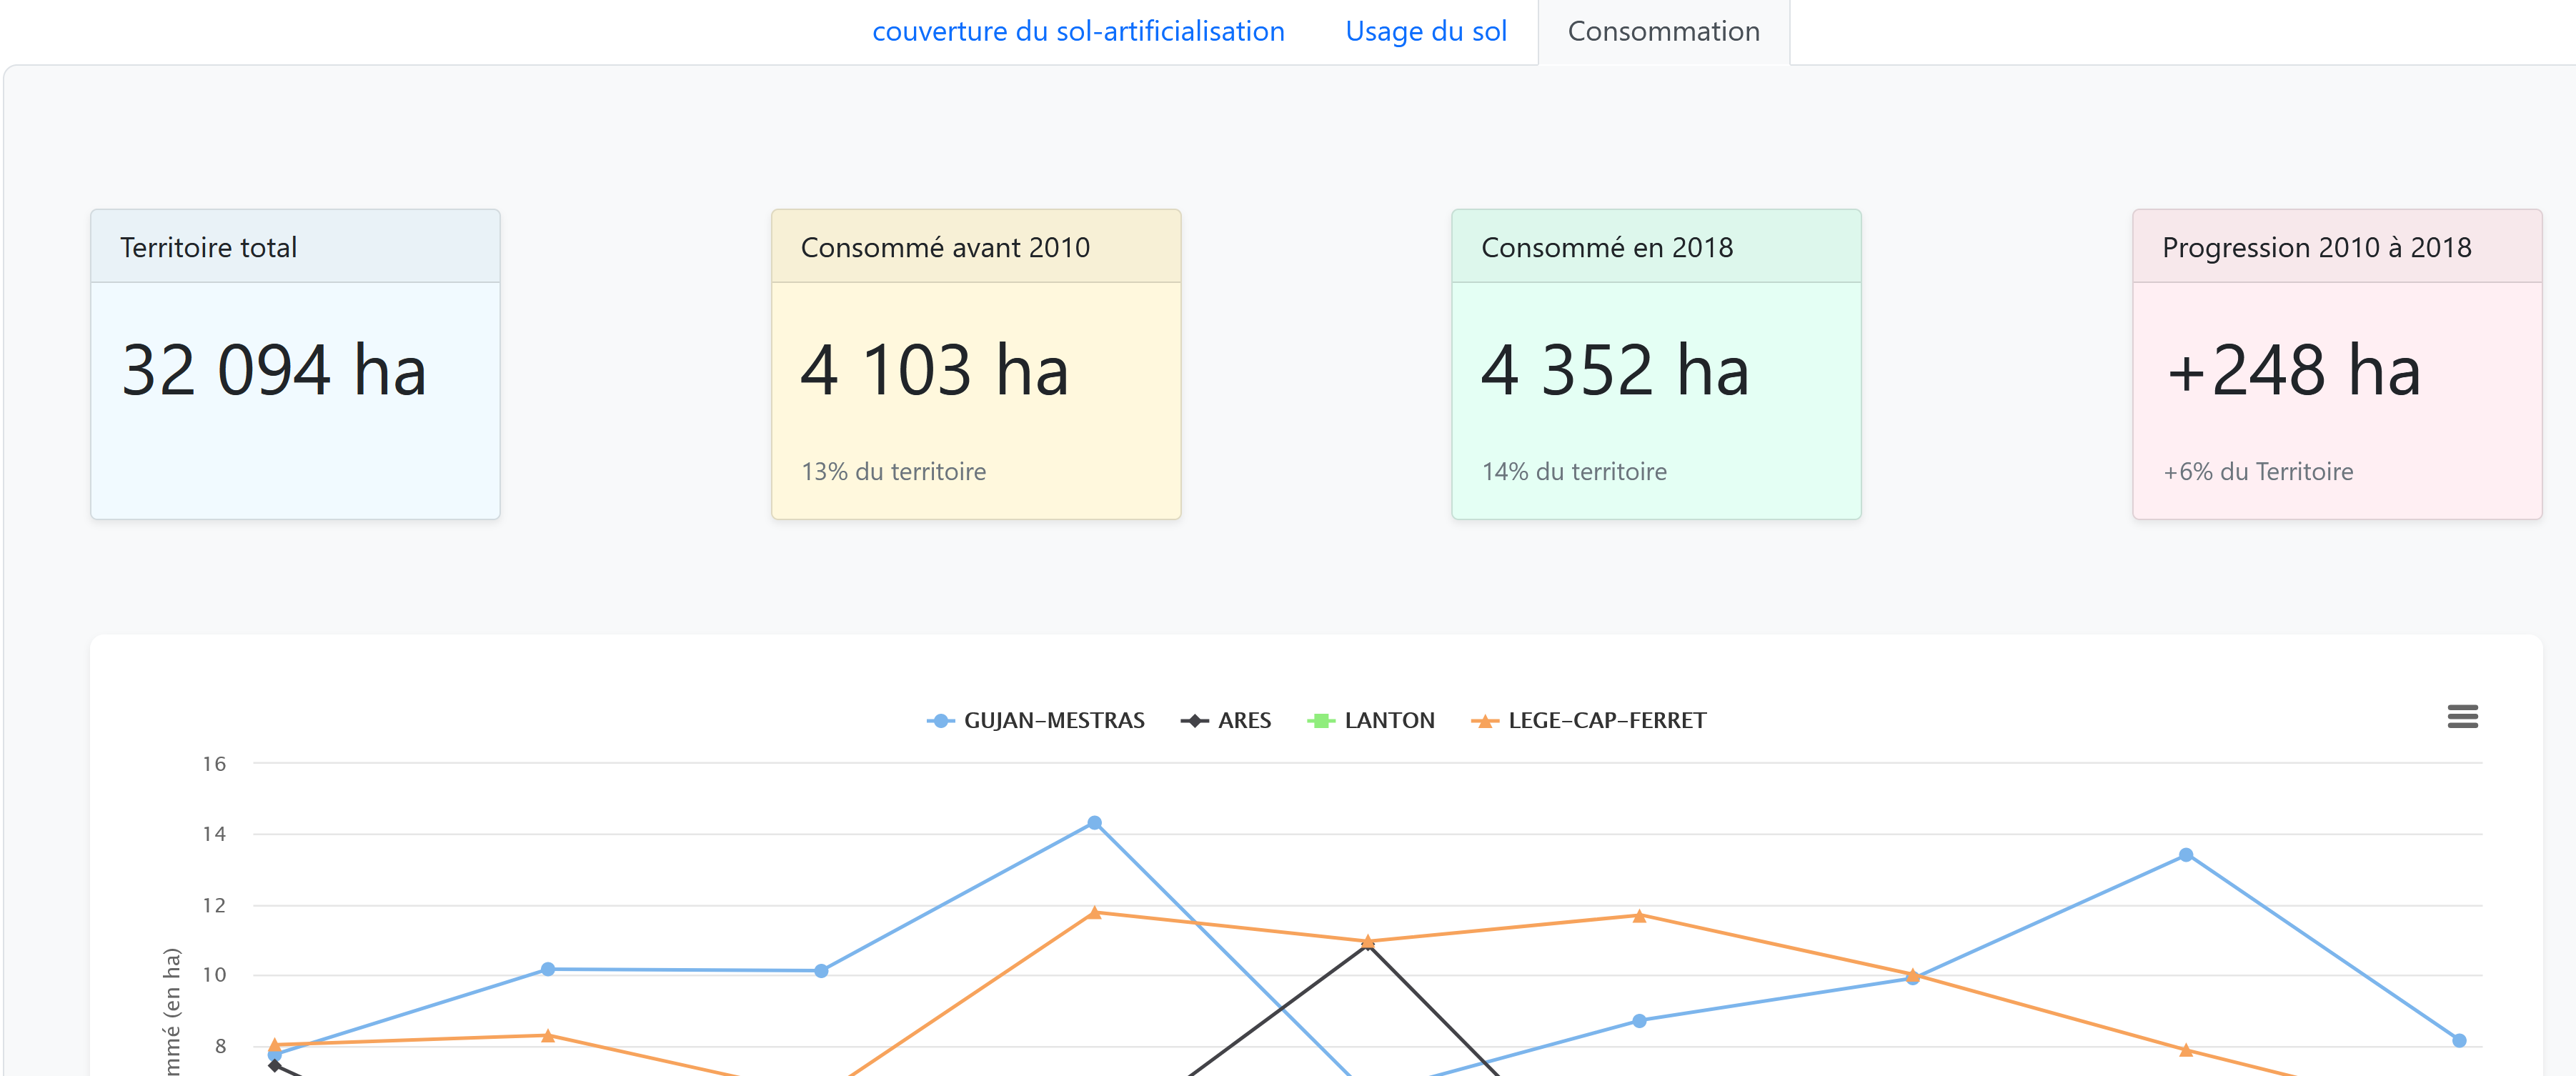 couverture du sol-artificialisation Usage du sol Consommation
Territoire total
32 094 ha
Consommé avant 2010
4 103 ha
13% du territoire
Consommé en 2018
4 352 ha
14% du territoire
Progression 2010 à 2018
+248 ha
+6% du Territoire
GUJAN-MESTRAS ARES LANTON LEGE-CAP-FERRET
16
14
12
10
8
mmé (en ha)